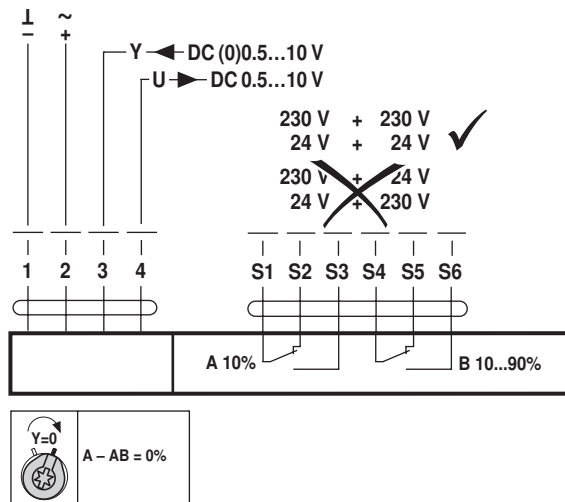 ⊥ ~
– +
Y DC (0)0.5...10 V
U DC 0.5...10 V
230 V + 230 V
24 V + 24 V
230 V + 24 V
24 V + 230 V
1 2 3 4 S1 S2 S3 S4 S5 S6
A 10% B 10...90%
Y=0
A – AB = 0%